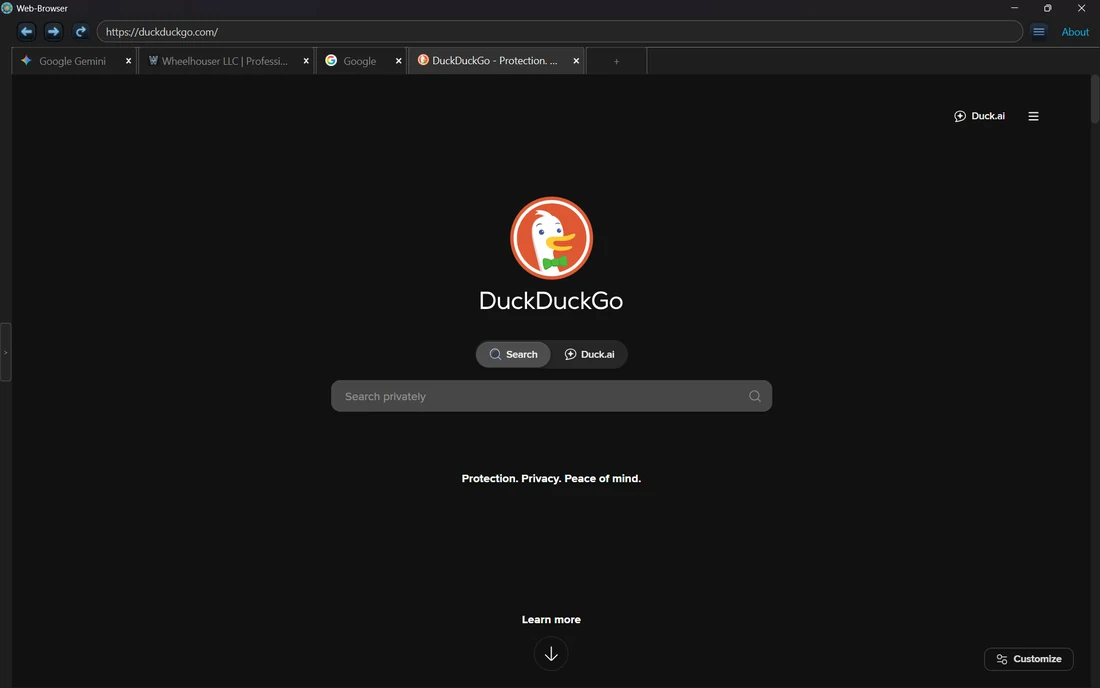 Web-Browser
https://duckduckgo.com/
About
Google Gemini
Wheelhouser LLC | Professi...
Google
DuckDuckGo - Protection. ...
+
Duck.ai
DuckDuckGo
Search
Duck.ai
>
Search privately
Protection. Privacy. Peace of mind.
Learn more
Customize